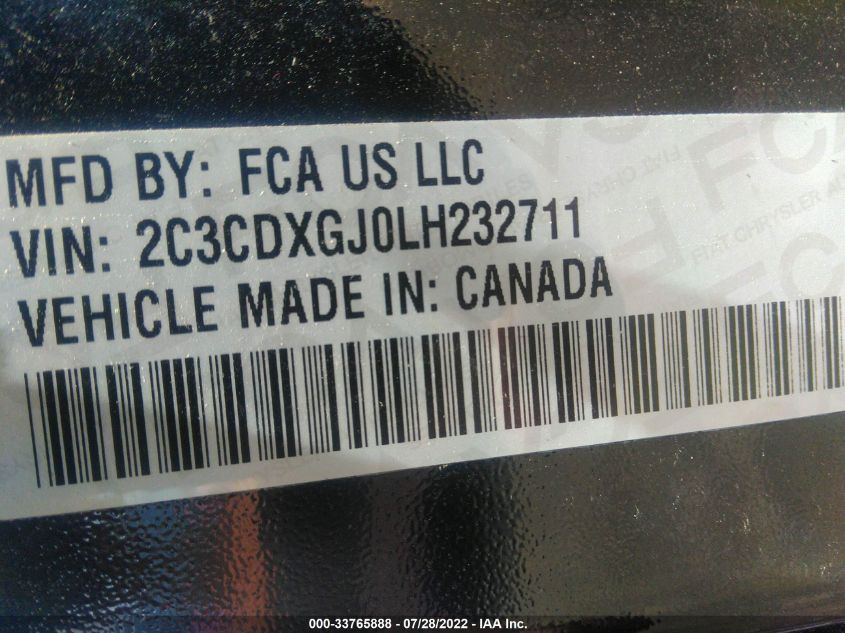 MFD BY: FCA US LLC
VIN: 2C3CDXGJ0LH232711
VEHICLE MADE IN: CANADA
000-33765888 / 07/28/2022 - IAA Inc.